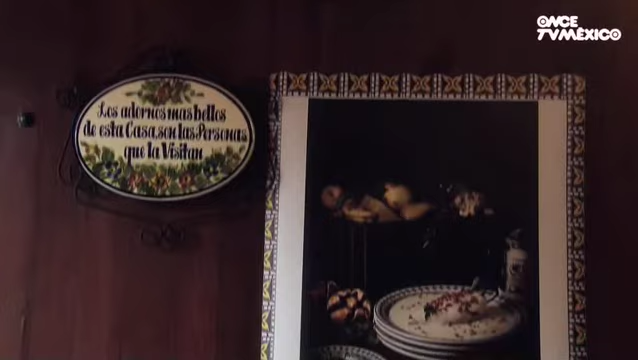 ONCE
TVMÉXICO
Los adornos mas bellos
de esta Casa, son las Personas
que la Visitan